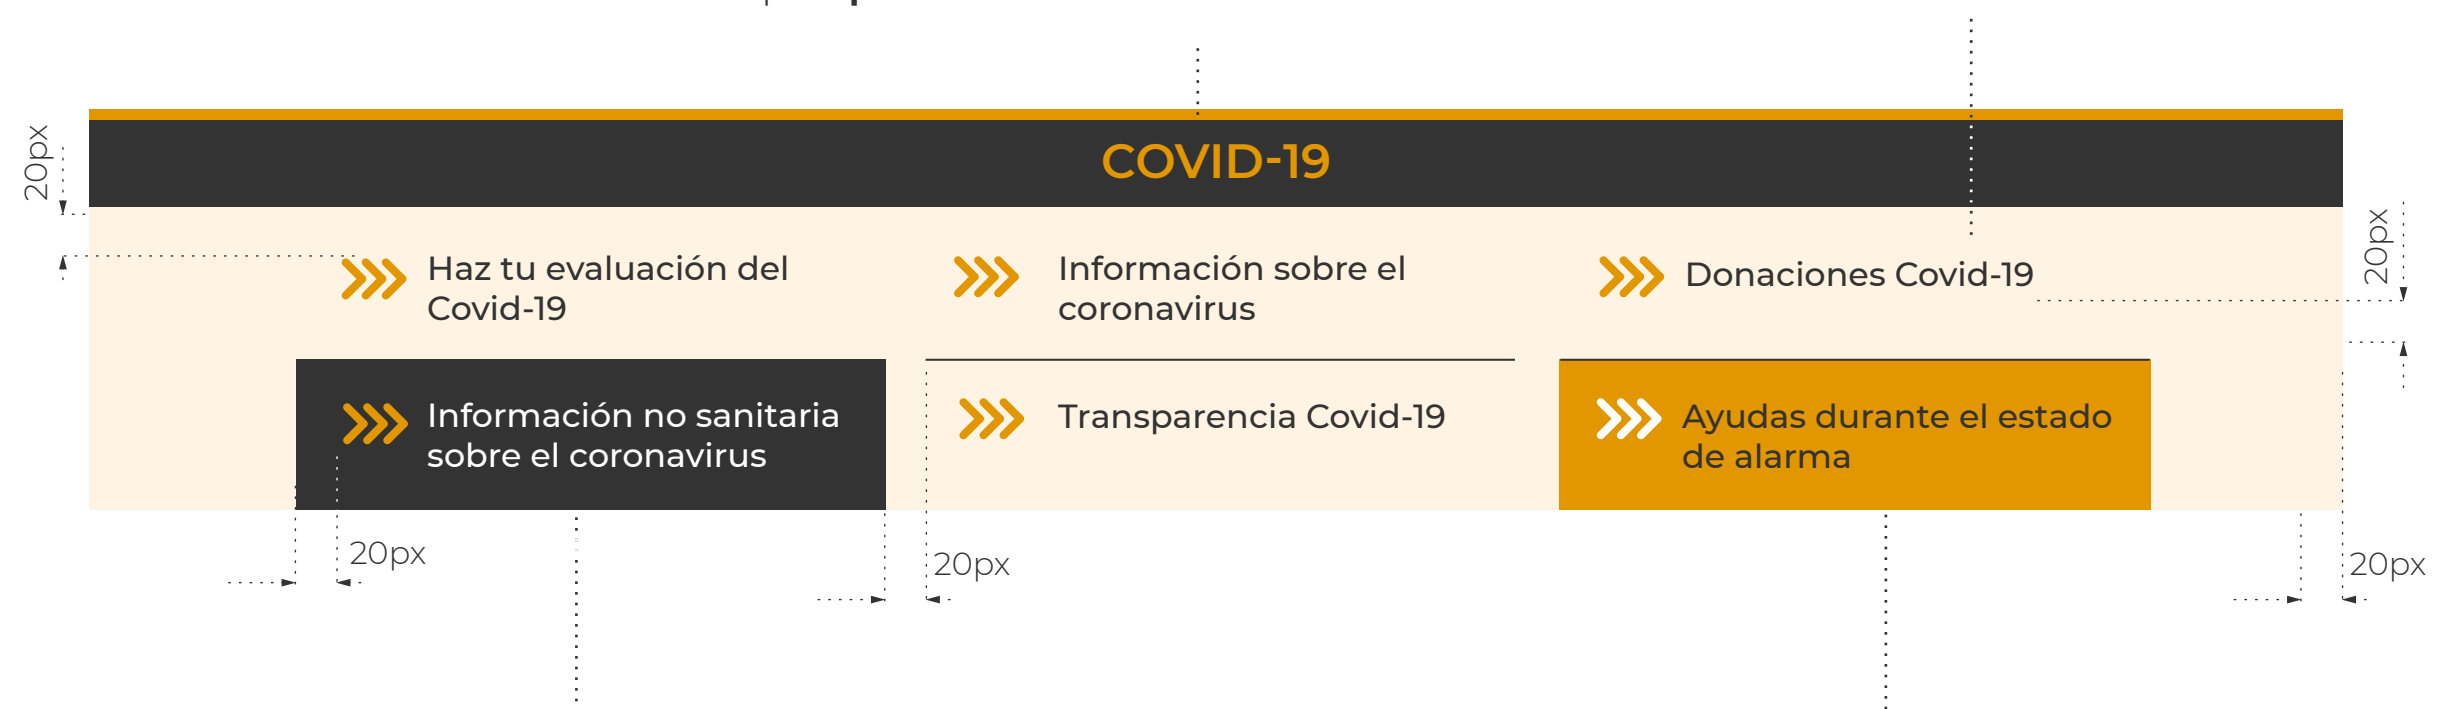 20px
COVID-19
20px
Haz tu evaluación del
Covid-19
Información sobre el
coronavirus
Donaciones Covid-19
Información no sanitaria
sobre el coronavirus
Transparencia Covid-19
Ayudas durante el estado
de alarma
20px
20px
20px